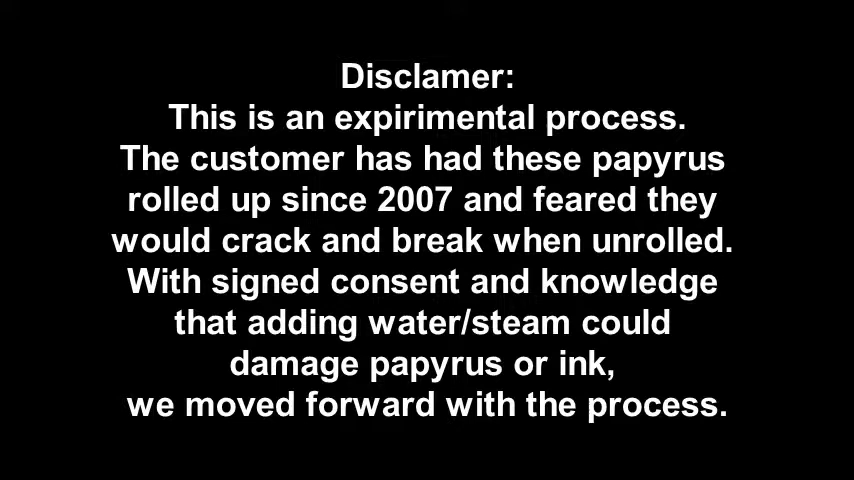 Disclamer:
This is an expirimental process.
The customer has had these papyrus
rolled up since 2007 and feared they
would crack and break when unrolled.
With signed consent and knowledge
that adding water/steam could
damage papyrus or ink,
we moved forward with the process.